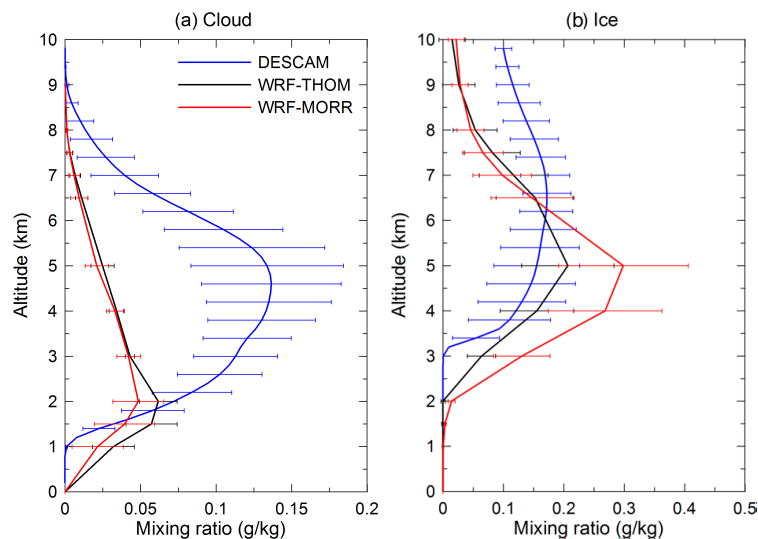 (a) Cloud
10
9
8
7
6
5
4
3
2
1
0
Altitude (km)
DESCAM
WRF-THOM
WRF-MORR
0 0.05 0.1 0.15 0.2
Mixing ratio (g/kg)
(b) Ice
10
9
8
7
6
5
4
3
2
1
0
Altitude (km)
0 0.1 0.2 0.3 0.4 0.5
Mixing ratio (g/kg)